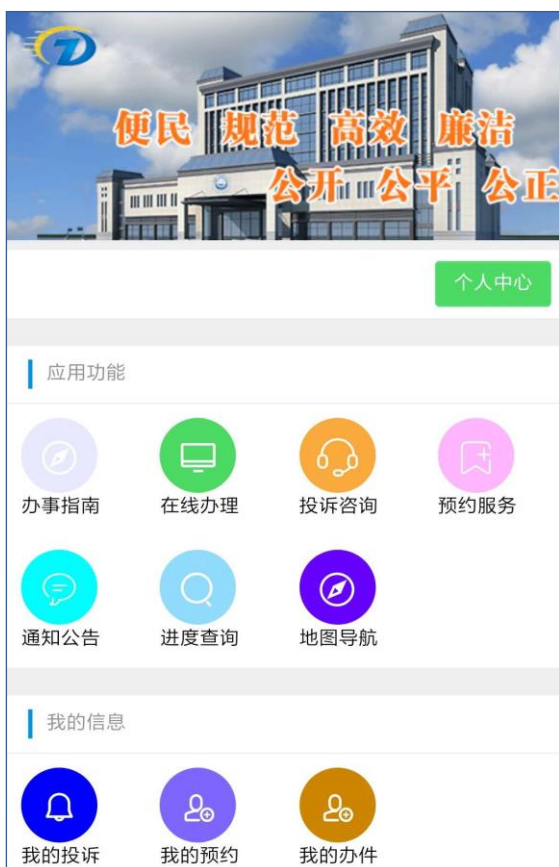 便民 规范 高效 廉洁
公开 公平 公正
个人中心
应用功能
办事指南 在线办理 投诉咨询 预约服务
通知公告 进度查询 地图导航
我的信息
我的投诉 我的预约 我的办件